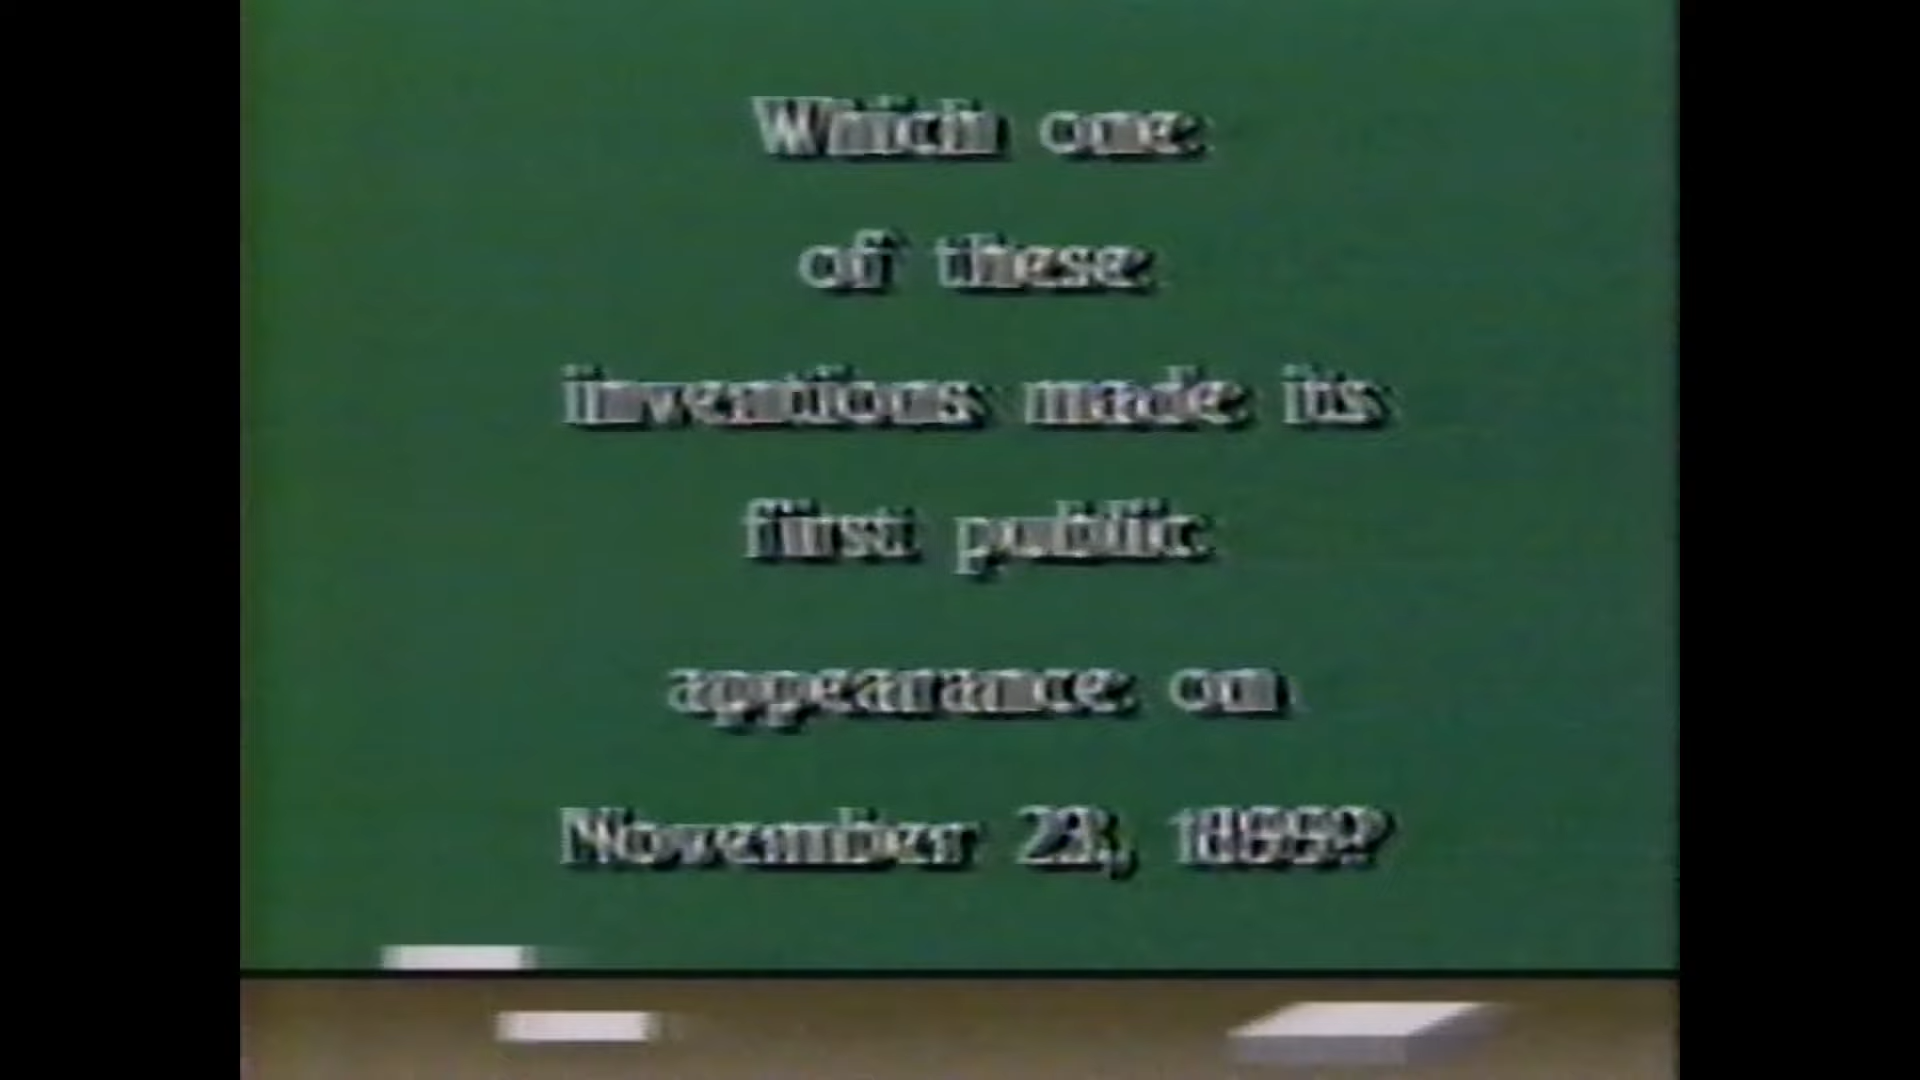 Which one
of these
inventions made its
first public
appearance on
November 23, 1889?